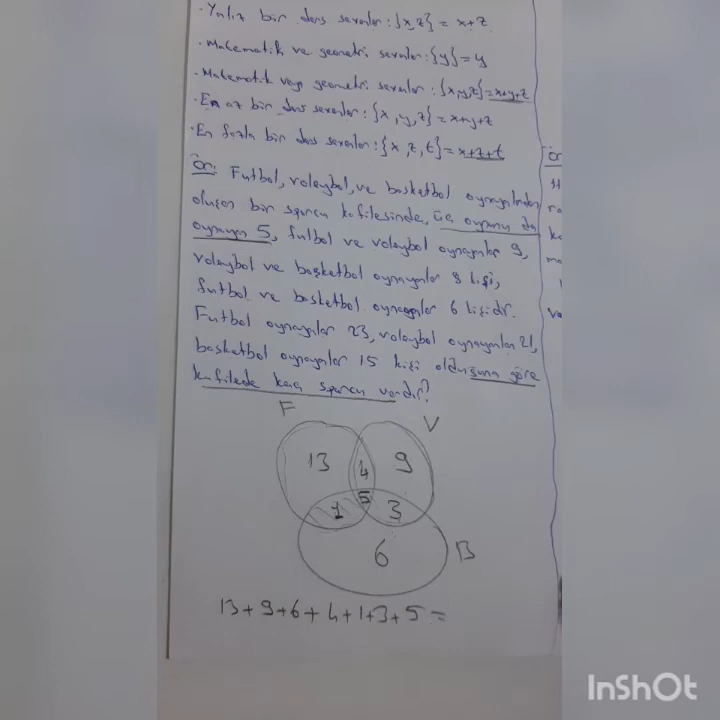 · Yalnız bir ders sevenler: {x, z} = x+z
· Matematik ve geometri sevenler: {y} = y
· Matematik veya geometri sevenler: {x,y,z} = x+y+z
· En az bir ders sevenler: {x, y, z} = x+y+z
· En fazla bir ders sevenler: {x, z, t} = x+z+t
Ör: Futbol, voleybol, ve basketbol oynayanlardan
oluşan bir sporcu kafilesinde, üç oyunu da
oynayan 5, futbol ve voleybol oynayanlar 9,
voleybol ve basketbol oynayanlar 8 kişi,
futbol ve basketbol oynayanlar 6 kişidir.
Futbol oynayanlar 23, voleybol oynayanlar 21,
basketbol oynayanlar 15 kişi olduğuna göre
kafilede kaç sporcu vardır?
F
V
13
4
9
5
1
3
6
B
13+9+6+4+1+3+5=
Ör
InShOt